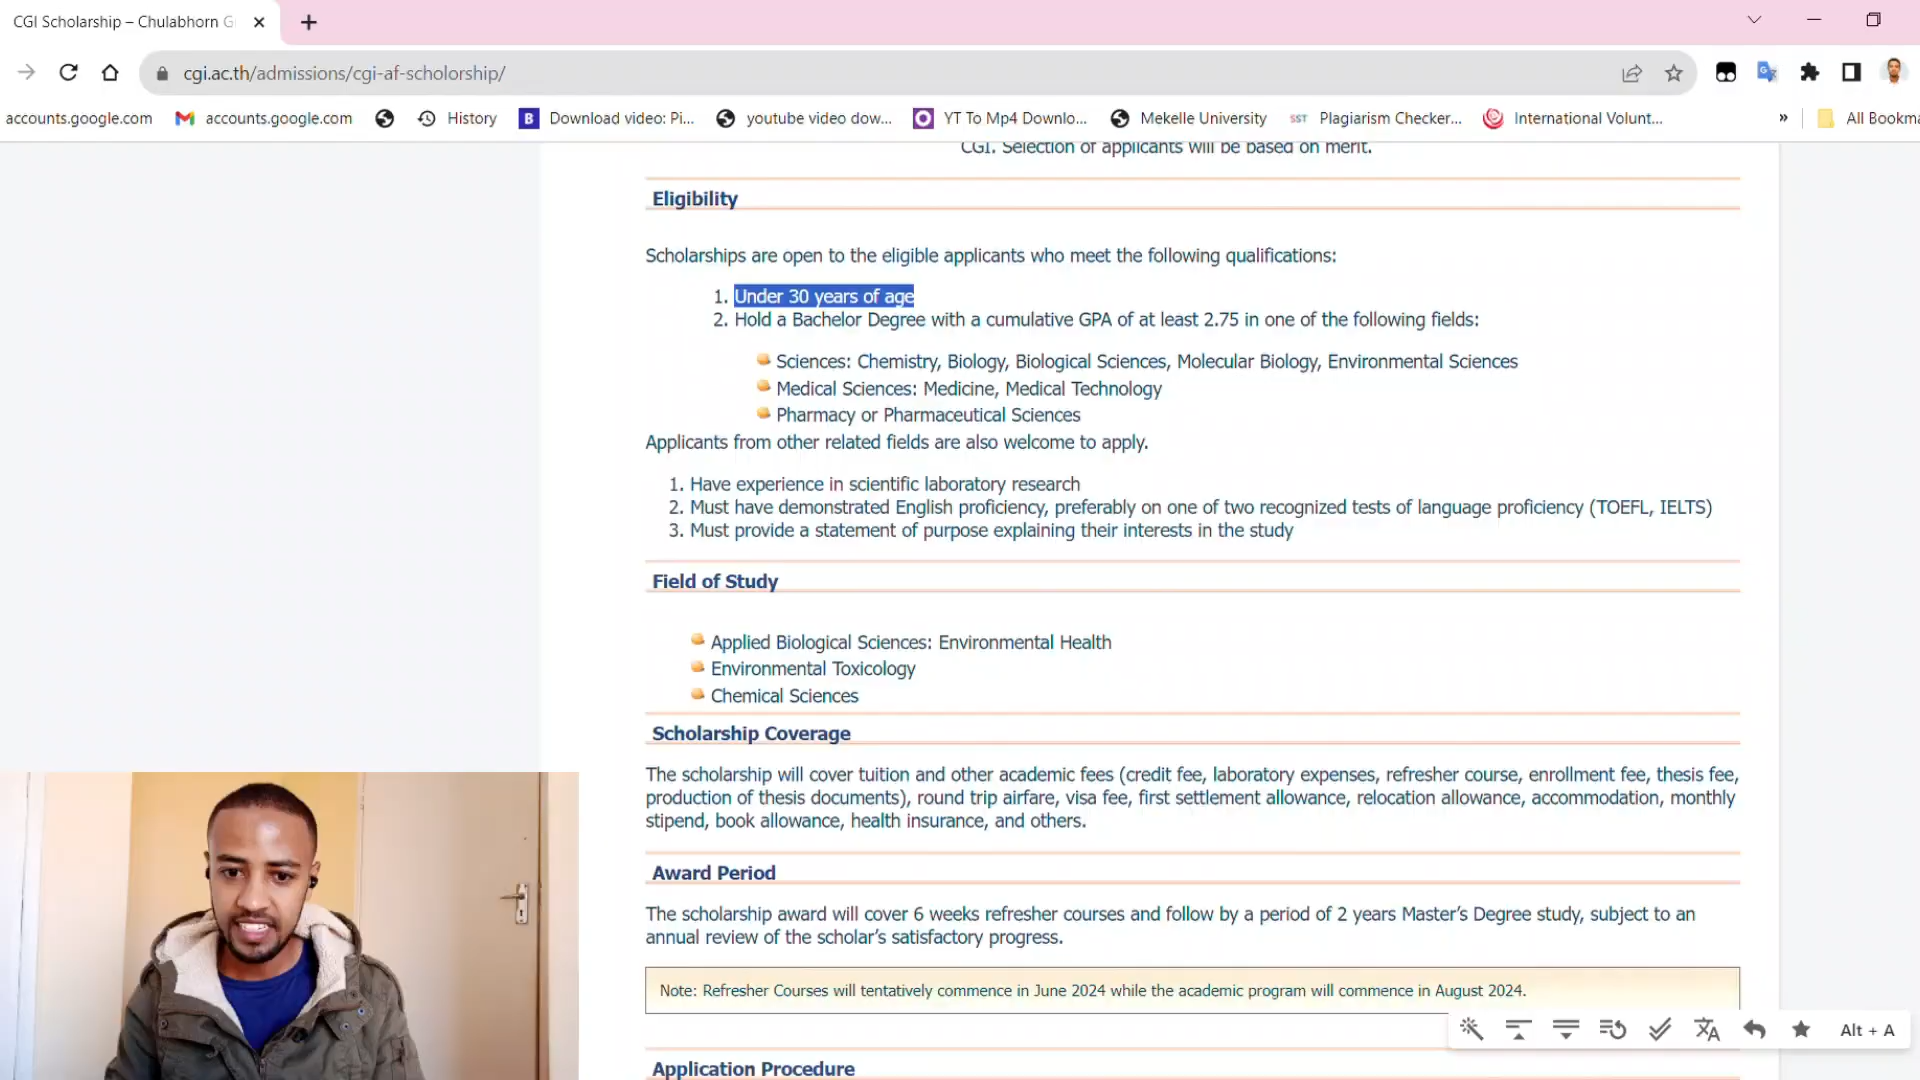 CGI Scholarship – Chulabhorn G
cgi.ac.th/admissions/cgi-af-scholorship/
accounts.google.com
accounts.google.com
History
B
Download video: Pi...
youtube video dow...
YT To Mp4 Downlo...
Mekelle University
SST
Plagiarism Checker...
International Volunt...
»
All Bookma
CGI. Selection of applicants will be based on merit.
Eligibility
Scholarships are open to the eligible applicants who meet the following qualifications:
1. Under 30 years of age
2. Hold a Bachelor Degree with a cumulative GPA of at least 2.75 in one of the following fields:
Sciences: Chemistry, Biology, Biological Sciences, Molecular Biology, Environmental Sciences
Medical Sciences: Medicine, Medical Technology
Pharmacy or Pharmaceutical Sciences
Applicants from other related fields are also welcome to apply.
1. Have experience in scientific laboratory research
2. Must have demonstrated English proficiency, preferably on one of two recognized tests of language proficiency (TOEFL, IELTS)
3. Must provide a statement of purpose explaining their interests in the study
Field of Study
Applied Biological Sciences: Environmental Health
Environmental Toxicology
Chemical Sciences
Scholarship Coverage
The scholarship will cover tuition and other academic fees (credit fee, laboratory expenses, refresher course, enrollment fee, thesis fee,
production of thesis documents), round trip airfare, visa fee, first settlement allowance, relocation allowance, accommodation, monthly
stipend, book allowance, health insurance, and others.
Award Period
The scholarship award will cover 6 weeks refresher courses and follow by a period of 2 years Master’s Degree study, subject to an
annual review of the scholar’s satisfactory progress.
Note: Refresher Courses will tentatively commence in June 2024 while the academic program will commence in August 2024.
Alt + A
Application Procedure